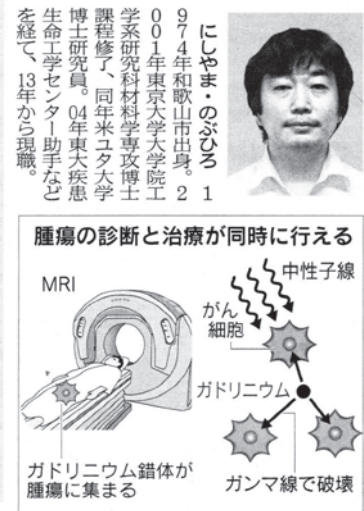 にしやま・のぶひろ 1
974年和歌山市出身。2
001年東京大学大学院工
学系研究科材料学専攻博士
課程修了、同年米ユタ大学
博士研究員。04年東大疾患
生命工学センター助手など
を経て、13年から現職。
腫瘍の診断と治療が同時に行える
MRI
ガドリニウム錯体が
腫瘍に集まる
中性子線
がん
細胞
ガドリニウム
ガンマ線で破壊